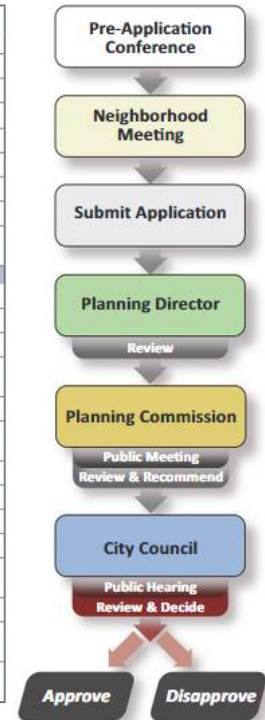 Pre-Application
Conference
Neighborhood
Meeting
Submit Application
Planning Director
Review
Planning Commission
Public Meeting
Review & Recommend
City Council
Public Hearing
Review & Decide
Approve
Disapprove